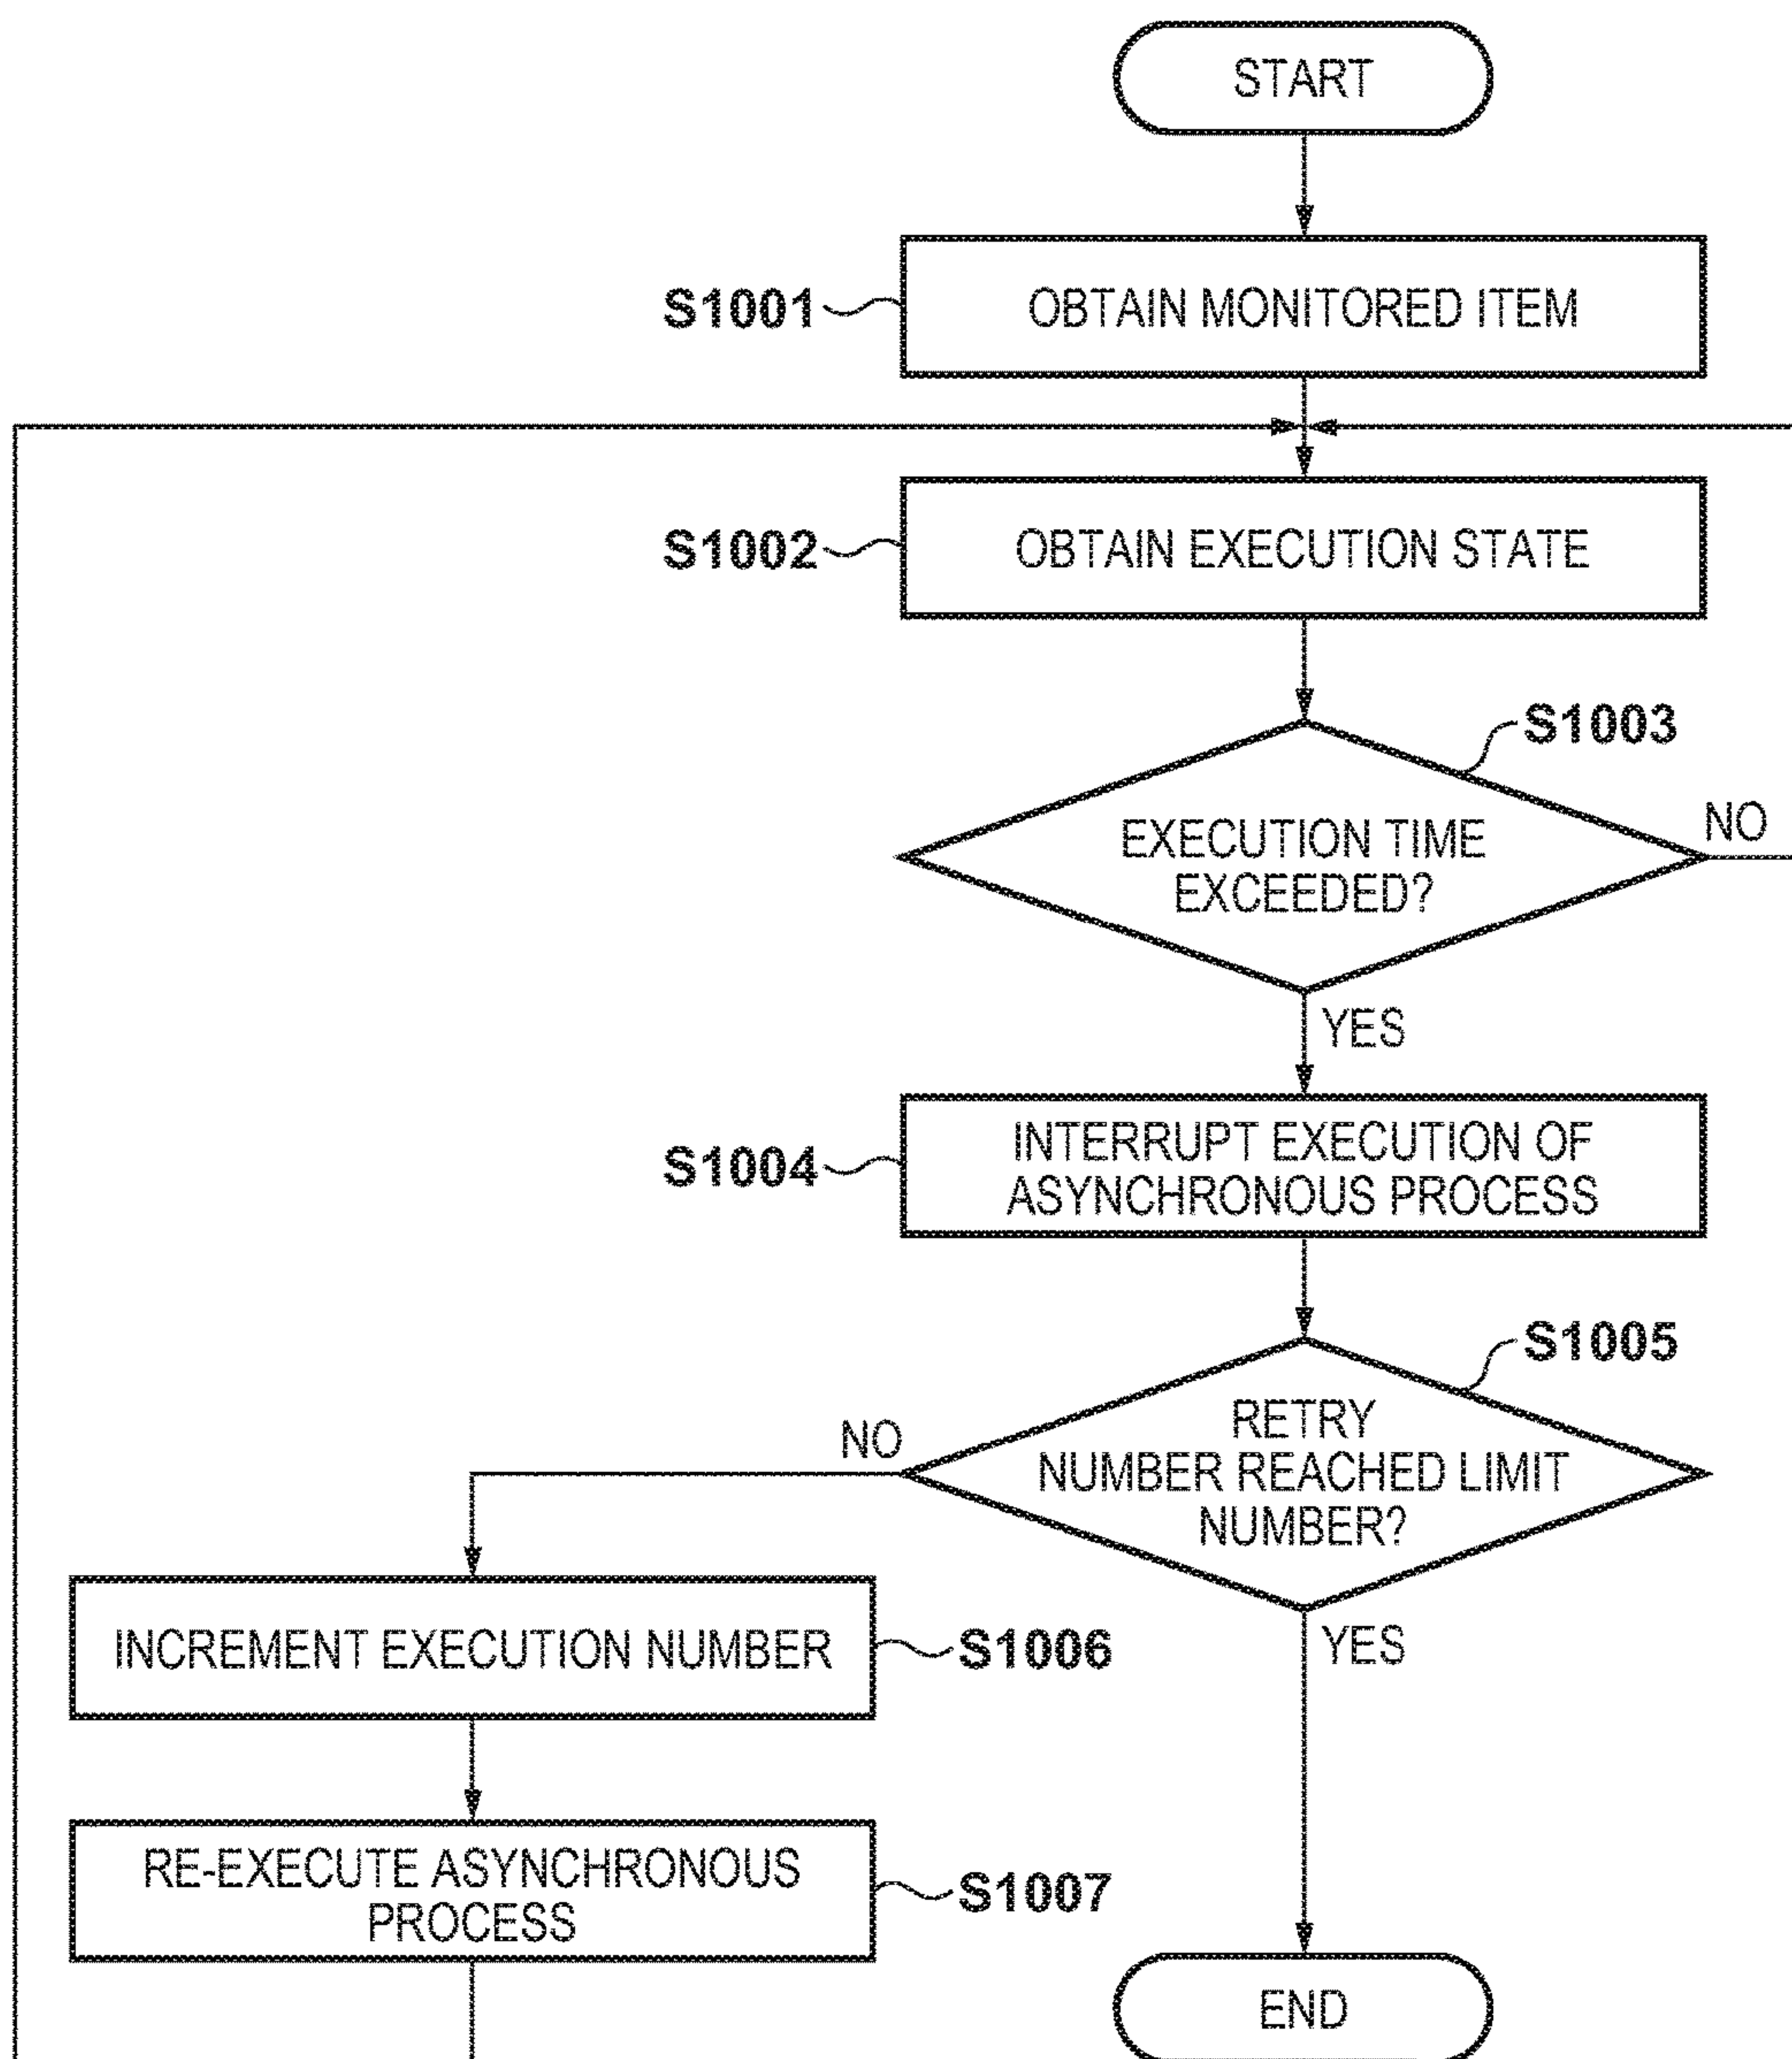 START
S1001
OBTAIN MONITORED ITEM
S1002
OBTAIN EXECUTION STATE
S1003
EXECUTION TIME
EXCEEDED?
NO
YES
S1004
INTERRUPT EXECUTION OF
ASYNCHRONOUS PROCESS
S1005
RETRY
NUMBER REACHED LIMIT
NUMBER?
NO
YES
INCREMENT EXECUTION NUMBER
S1006
RE-EXECUTE ASYNCHRONOUS
PROCESS
S1007
END